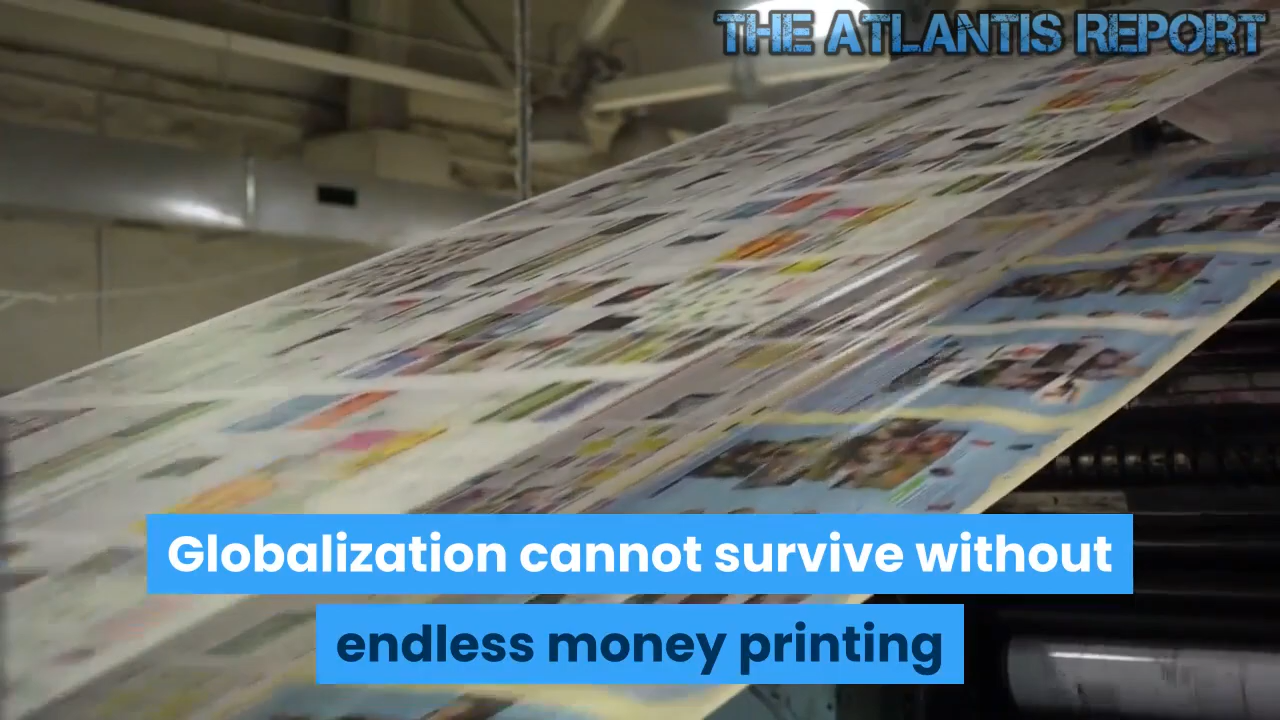 THE ATLANTIS REPORT
Globalization cannot survive without
endless money printing